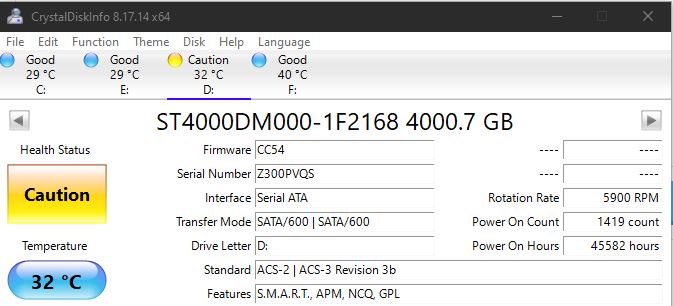 CrystalDiskInfo 8.17.14 x64
File Edit Function Theme Disk Help Language
Good Good Caution Good
29 °C 29 °C 32 °C 40 °C
C: E: D: F:
ST4000DM000-1F2168 4000.7 GB
Health Status
Caution
Temperature
32 °C
Firmware CC54 ---- ----
Serial Number Z300PVQS ---- ----
Interface Serial ATA Rotation Rate 5900 RPM
Transfer Mode SATA/600 | SATA/600 Power On Count 1419 count
Drive Letter D: Power On Hours 45582 hours
Standard ACS-2 | ACS-3 Revision 3b
Features S.M.A.R.T., APM, NCQ, GPL